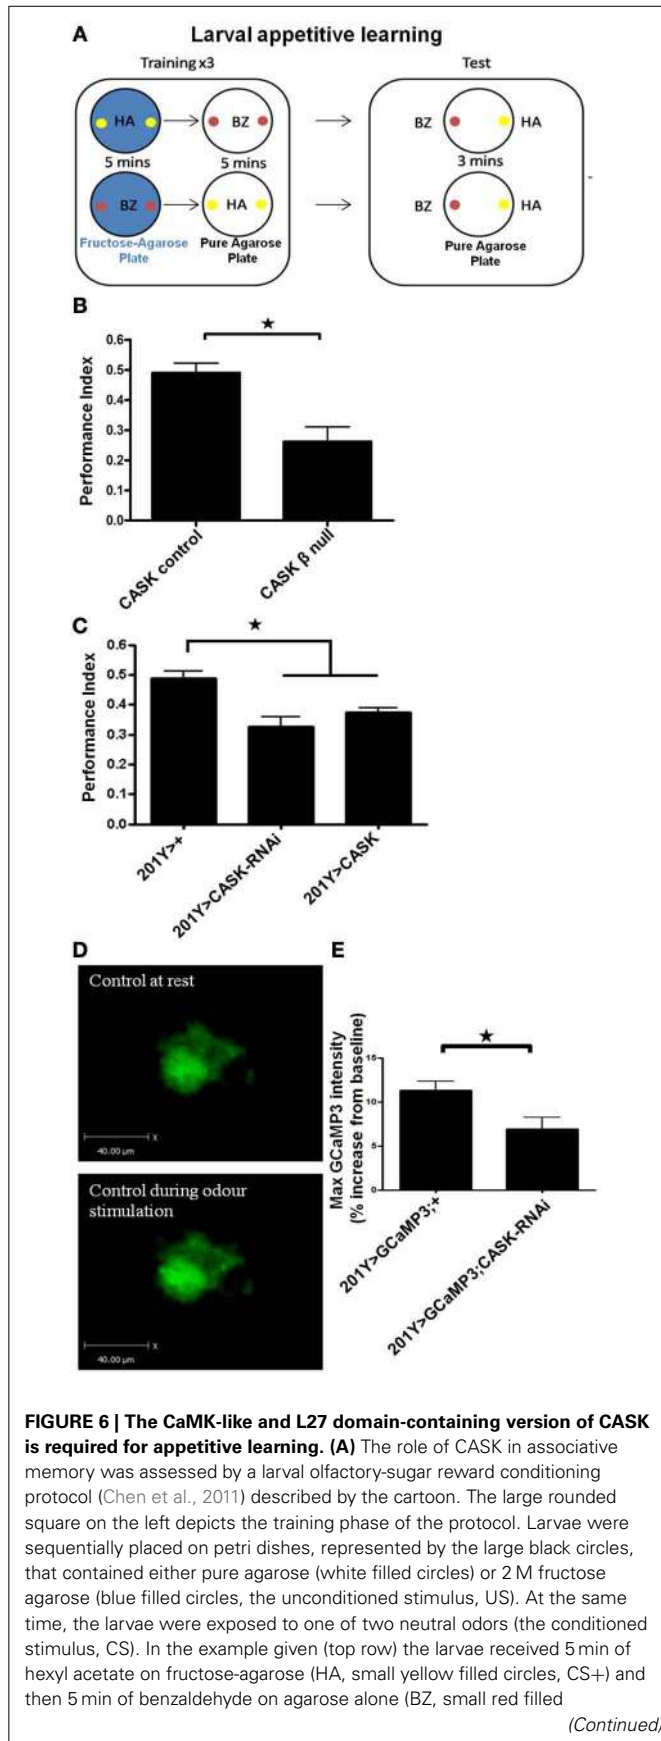 A
Larval appetitive learning
Training x3
Test
HA
BZ
5 mins
5 mins
BZ
HA
3 mins
BZ
HA
Fructose-Agarose
Plate
Pure Agarose
Plate
BZ
HA
Pure Agarose
Plate
B
Performance Index
0.6
0.5
0.4
0.3
0.2
0.1
0.0
CASK control
CASK β null
C
Performance Index
0.6
0.5
0.4
0.3
0.2
0.1
0.0
201Y>+
201Y>CASK-RNAi
201Y>CASK
D
Control at rest
40.00 µm
X
Control during odour
stimulation
40.00 µm
X
E
Max GCaMP3 intensity
(% increase from baseline)
15
10
5
0
201Y>GCaMP3;+
201Y>GCaMP3;CASK-RNAi
FIGURE 6 | The CaMK-like and L27 domain-containing version of CASK
is required for appetitive learning. (A) The role of CASK in associative
memory was assessed by a larval olfactory-sugar reward conditioning
protocol (Chen et al., 2011) described by the cartoon. The large rounded
square on the left depicts the training phase of the protocol. Larvae were
sequentially placed on petri dishes, represented by the large black circles,
that contained either pure agarose (white filled circles) or 2 M fructose
agarose (blue filled circles, the unconditioned stimulus, US). At the same
time, the larvae were exposed to one of two neutral odors (the conditioned
stimulus, CS). In the example given (top row) the larvae received 5 min of
hexyl acetate on fructose-agarose (HA, small yellow filled circles, CS+) and
then 5 min of benzaldehyde on agarose alone (BZ, small red filled
(Continued)